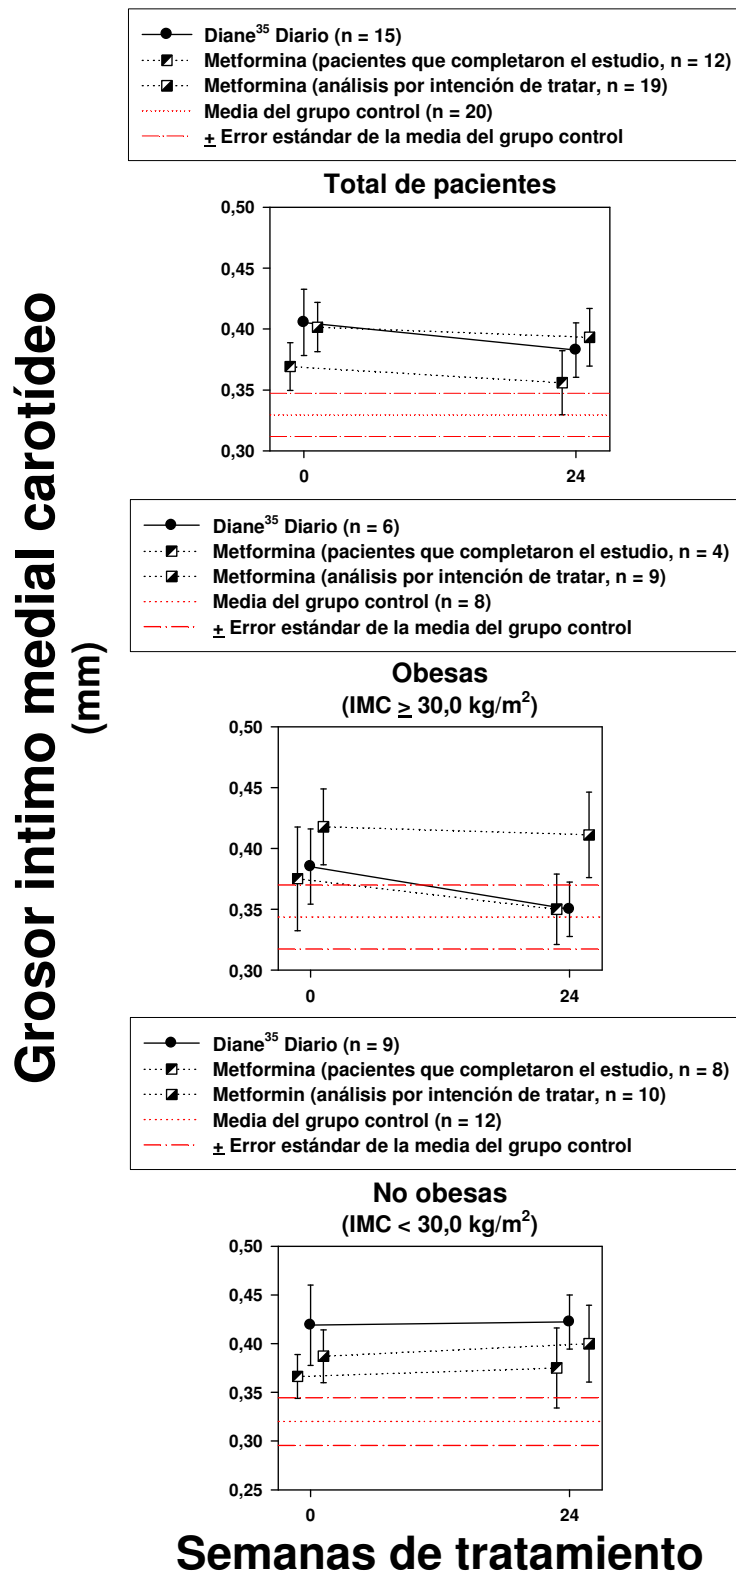 Diane35 Diario (n = 15)
Metformina (pacientes que completaron el estudio, n = 12)
Metformina (análisis por intención de tratar, n = 19)
Media del grupo control (n = 20)
± Error estándar de la media del grupo control
Total de pacientes
0,50
0,45
0,40
0,35
0,30
0 24
Diane35 Diario (n = 6)
Metformina (pacientes que completaron el estudio, n = 4)
Metformina (análisis por intención de tratar, n = 9)
Media del grupo control (n = 8)
± Error estándar de la media del grupo control
Obesas
(IMC ≥ 30,0 kg/m2)
0,50
0,45
0,40
0,35
0,30
0 24
Diane35 Diario (n = 9)
Metformina (pacientes que completaron el estudio, n = 8)
Metformin (análisis por intención de tratar, n = 10)
Media del grupo control (n = 12)
± Error estándar de la media del grupo control
No obesas
(IMC < 30,0 kg/m2)
0,50
0,45
0,40
0,35
0,30
0,25
0 24
Grosor intimo medial carotídeo
(mm)
Semanas de tratamiento